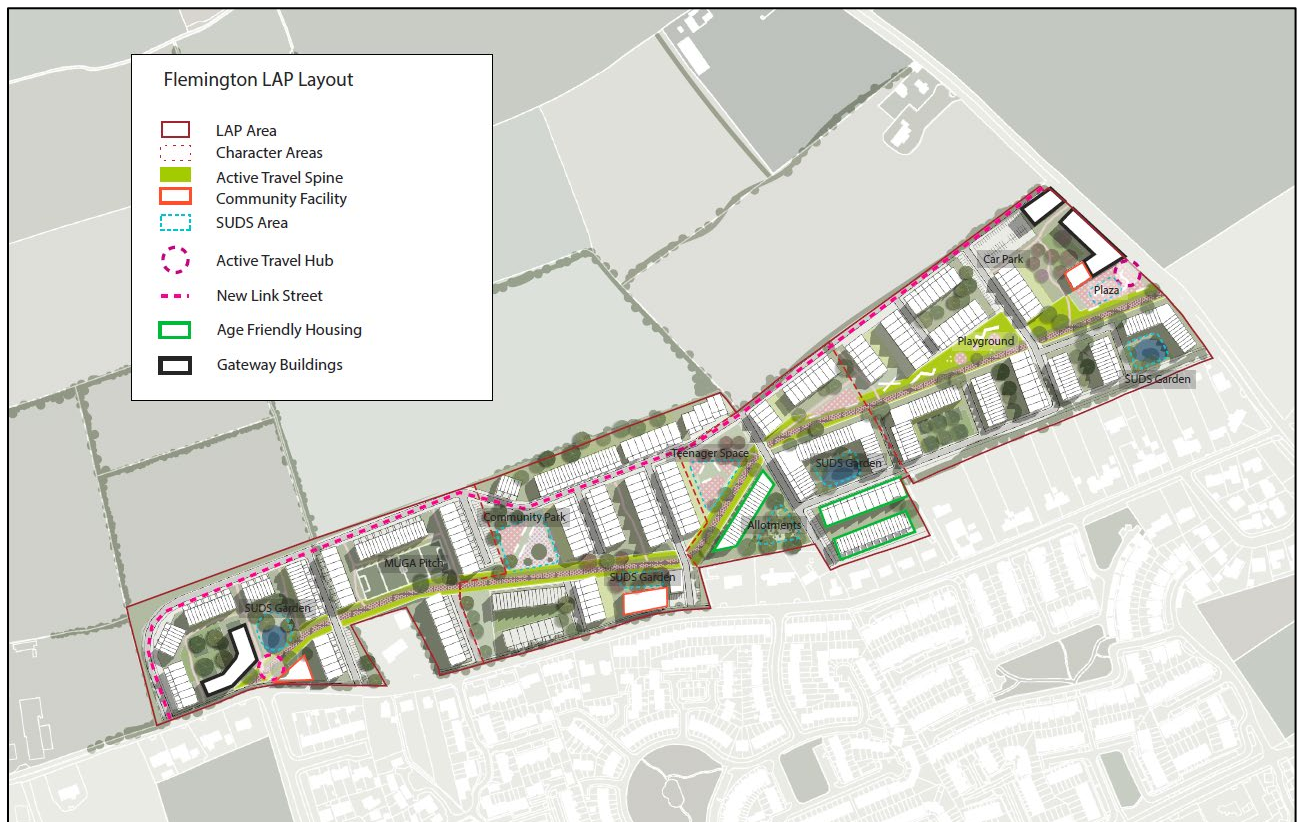 Flemington LAP Layout
LAP Area
Character Areas
Active Travel Spine
Community Facility
SUDS Area
Active Travel Hub
New Link Street
Age Friendly Housing
Gateway Buildings
Car Park
Plaza
Playground
SUDS Garden
Teenager Space
SUDS Garden
Community Park
Allotments
MUGA Pitch
SUDS Garden
SUDS Garden